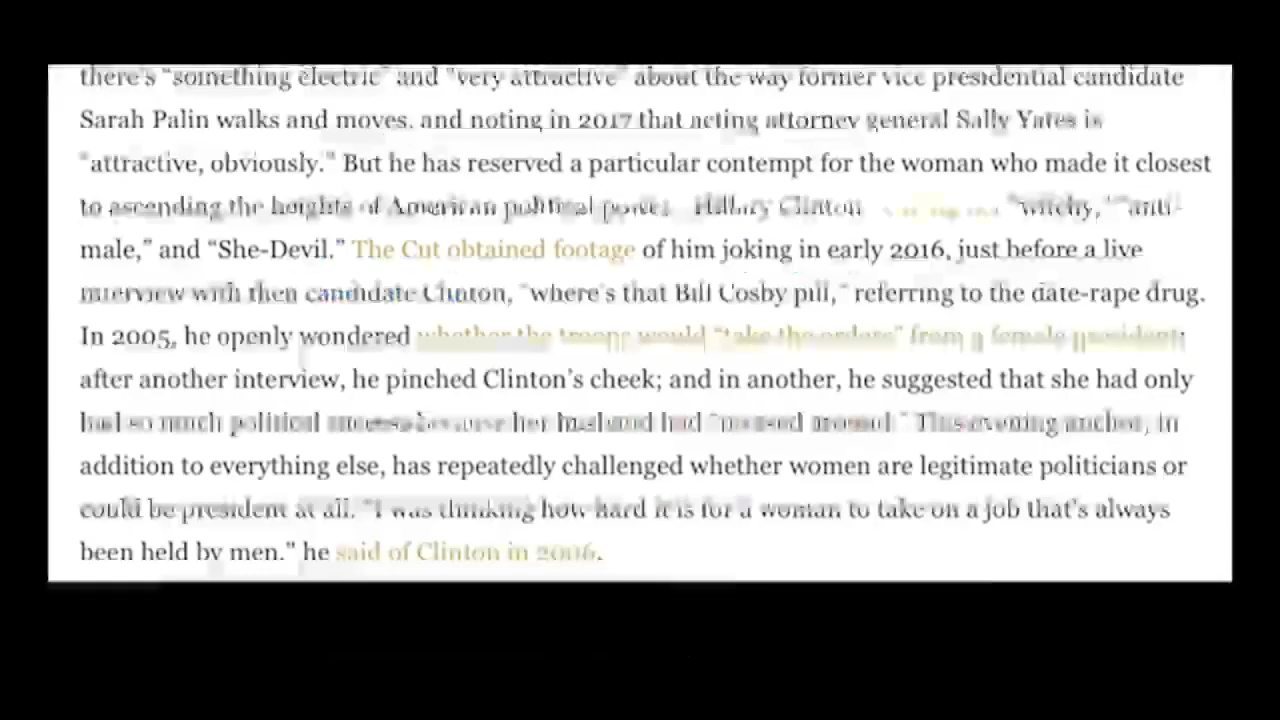 there's "something electric" and "very attractive" about the way former vice presidential candidate
Sarah Palin walks and moves, and noting in 2017 that acting attorney general Sally Yates is
"attractive, obviously." But he has reserved a particular contempt for the woman who made it closest
to ascending the heights of American political power. Hillary Clinton "witchy," "anti-
male," and "She-Devil." The Cut obtained footage of him joking in early 2016, just before a live
interview with then candidate Clinton, "where's that Bill Cosby pill," referring to the date-rape drug.
In 2005, he openly wondered whether the troops would "take the orders" from a female president;
after another interview, he pinched Clinton's cheek; and in another, he suggested that she had only
had so much political success because her husband had "messed around." This evening anchor, in
addition to everything else, has repeatedly challenged whether women are legitimate politicians or
could be president at all. "I was thinking how hard it is for a woman to take on a job that's always
been held by men." he said of Clinton in 2006.